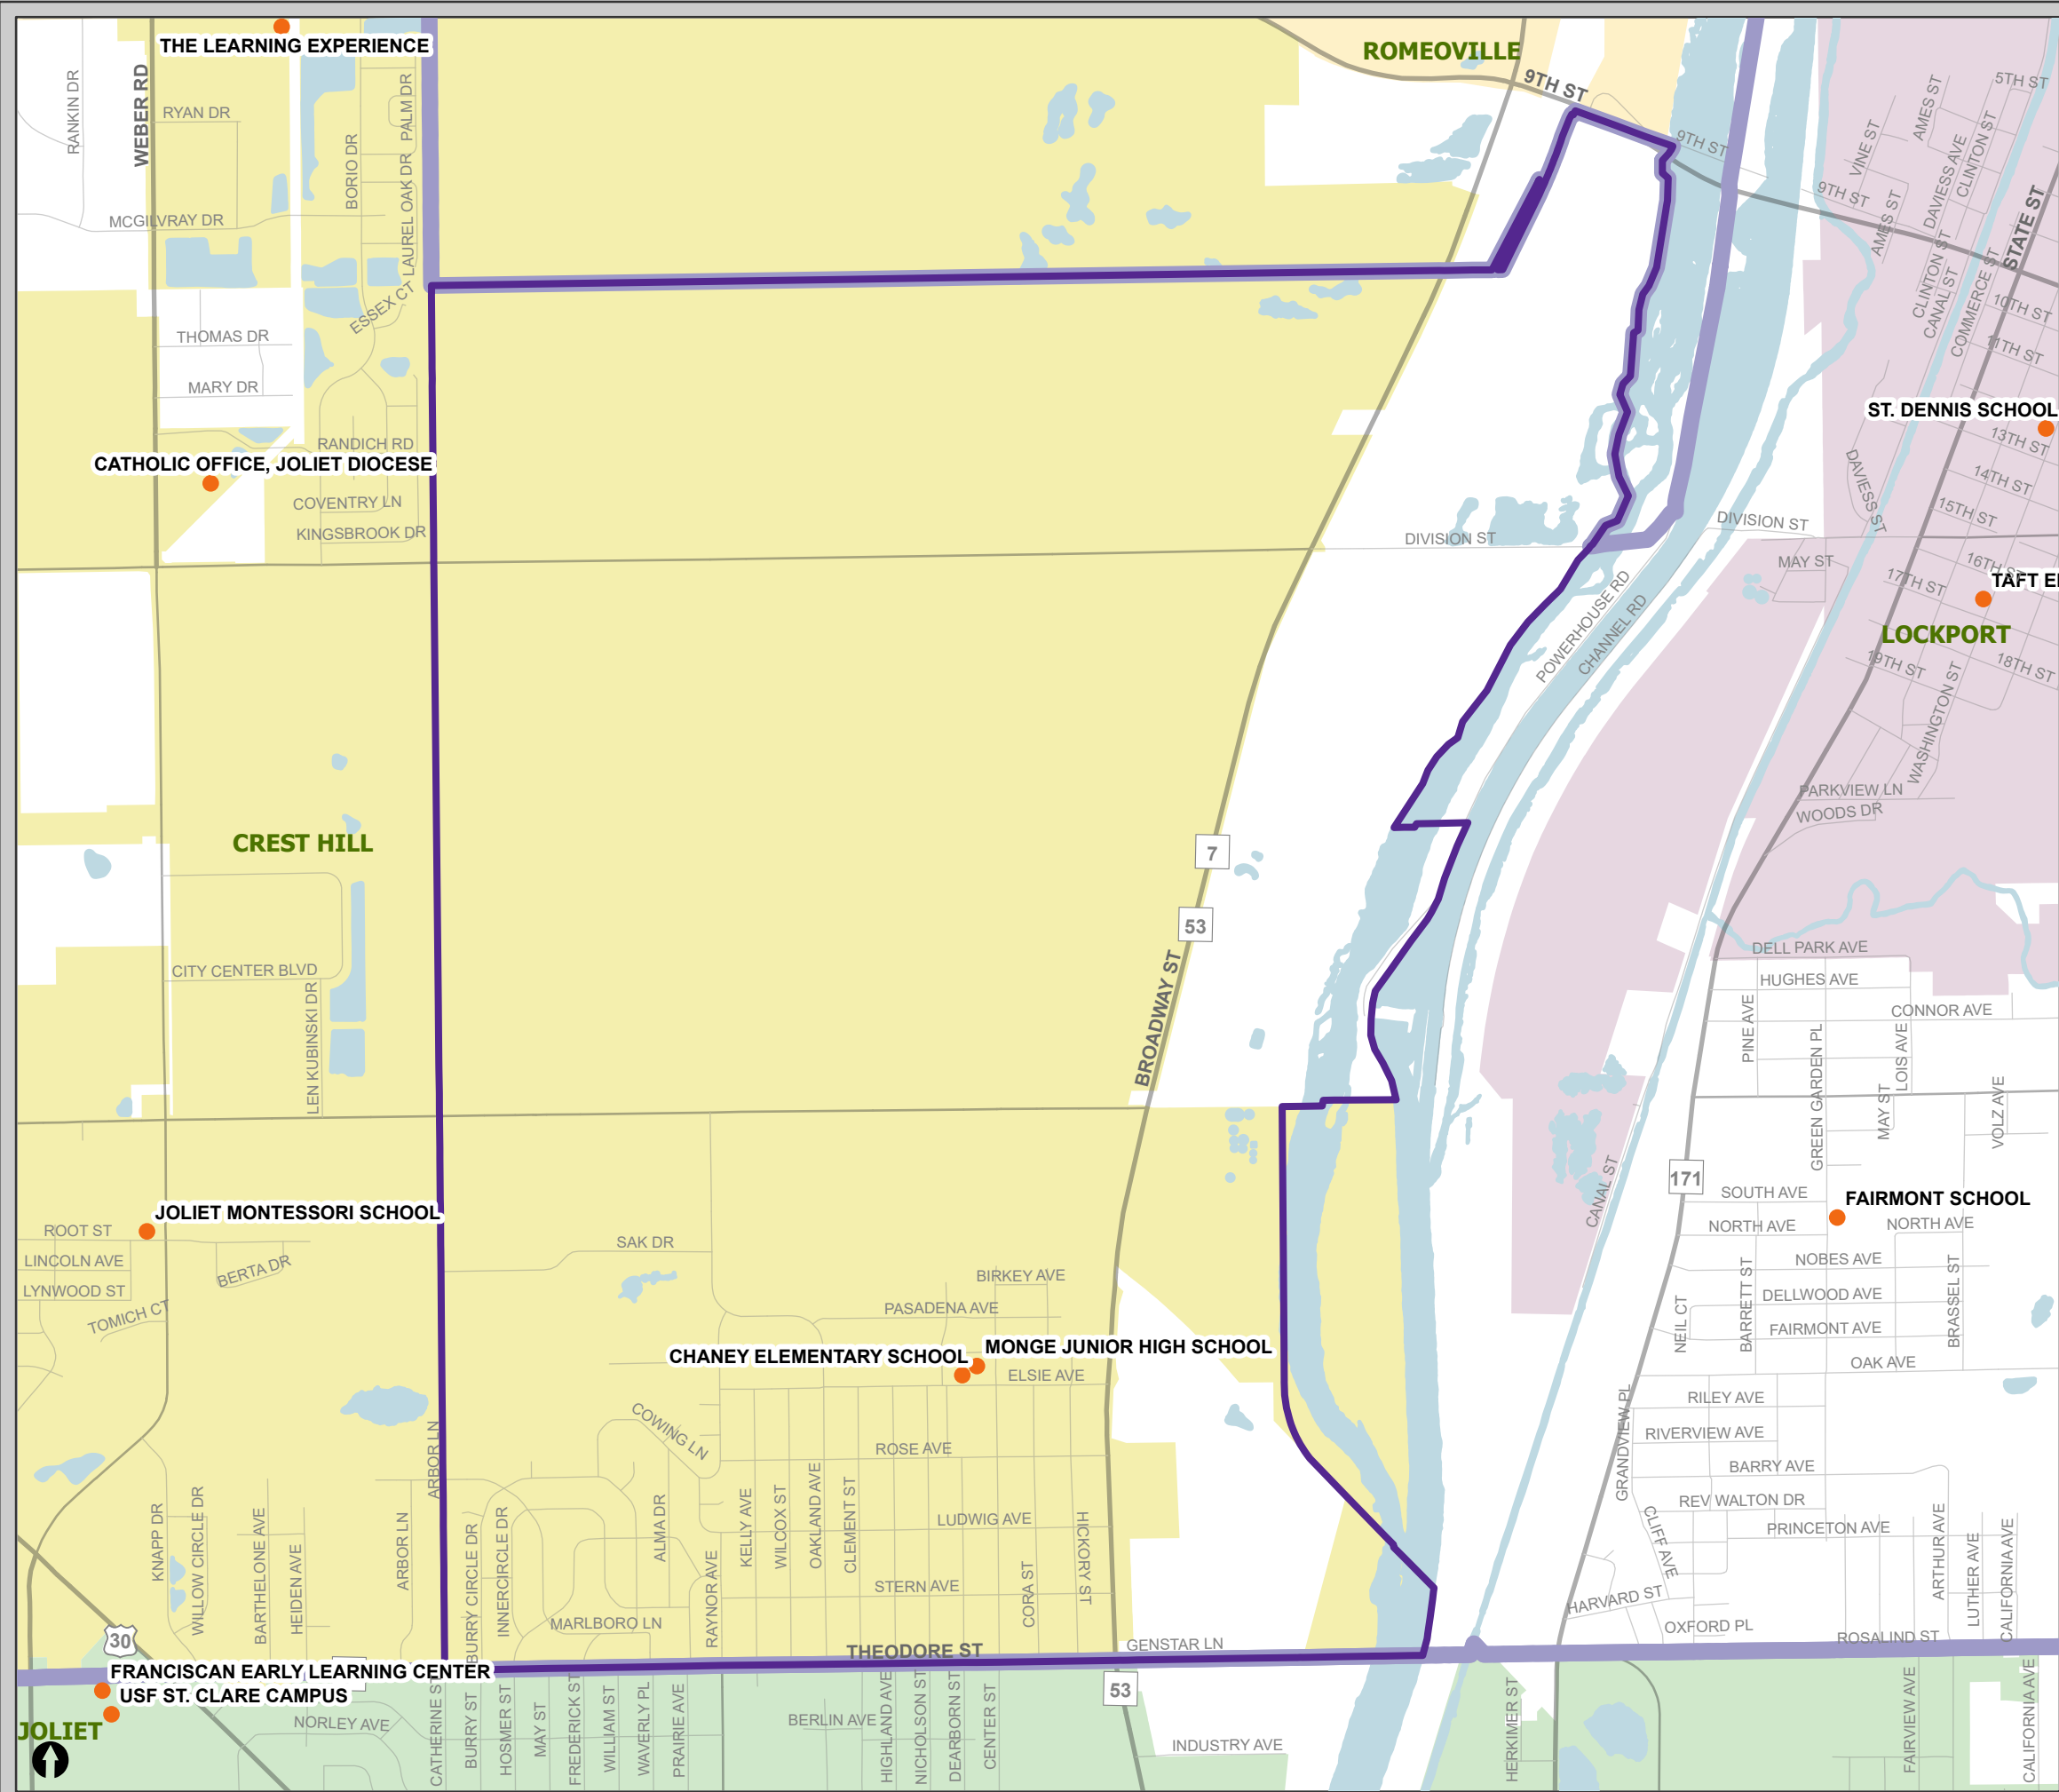 THE LEARNING EXPERIENCE
ROMEOVILLE
9TH ST
9TH ST
9TH ST
5TH ST
RANKIN DR
WEBER RD
RYAN DR
PALM DR
BORIO DR
LAUREL OAK DR
VINE ST
AMES ST
DAVIESS AVE
CLINTON ST
MCGILVRAY DR
AMES ST
STATE ST
ESSEX CT
CLINTON ST
CANAL ST
COMMERCE ST
10TH ST
THOMAS DR
11TH ST
MARY DR
ST. DENNIS SCHOOL
RANDICH RD
13TH ST
CATHOLIC OFFICE, JOLIET DIOCESE
14TH ST
DAVIESS ST
COVENTRY LN
15TH ST
KINGSBROOK DR
DIVISION ST
DIVISION ST
MAY ST
16TH ST
17TH ST
TAFT E
POWERHOUSE RD
CHANNEL RD
LOCKPORT
19TH ST
18TH ST
WASHINGTON ST
PARKVIEW LN
WOODS DR
CREST HILL
7
53
BROADWAY ST
DELL PARK AVE
CITY CENTER BLVD
HUGHES AVE
LEN KUBINSKI DR
CONNOR AVE
PINE AVE
GREEN GARDEN PL
LOIS AVE
MAY ST
VOLZ AVE
171
CANAL ST
SOUTH AVE
FAIRMONT SCHOOL
JOLIET MONTESSORI SCHOOL
NORTH AVE
NORTH AVE
ROOT ST
SAK DR
LINCOLN AVE
BERTA DR
NOBES AVE
BIRKEY AVE
LYNWOOD ST
DELLWOOD AVE
TOMICH CT
PASADENA AVE
NEIL CT
BARRETT ST
BRASSEL ST
FAIRMONT AVE
CHANEY ELEMENTARY SCHOOL
MONGE JUNIOR HIGH SCHOOL
OAK AVE
ELSIE AVE
RILEY AVE
GRANDVIEW PL
COWING LN
RIVERVIEW AVE
ARBOR LN
ROSE AVE
BARRY AVE
REV WALTON DR
KNAPP DR
WILLOW CIRCLE DR
BARTHELONE AVE
HEIDEN AVE
ARBOR LN
BURRY CIRCLE DR
INNERCIRCLE DR
ALMA DR
KELLY AVE
WILCOX ST
OAKLAND AVE
CLEMENT ST
LUDWIG AVE
HICKORY ST
CLIFF AVE
PRINCETON AVE
ARTHUR AVE
LUTHER AVE
CALIFORNIA AVE
RAYNOR AVE
STERN AVE
CORA ST
HARVARD ST
MARLBORO LN
OXFORD PL
30
THEODORE ST
GENSTAR LN
ROSALIND ST
FRANCISCAN EARLY LEARNING CENTER
USF ST. CLARE CAMPUS
53
JOLIET
NORLEY AVE
CATHERINE ST
BURY ST
HOSMER ST
MAY ST
FREDERICK ST
WILLIAM ST
WAVERLY PL
PRAIRIE AVE
BERLIN AVE
HIGHLAND AVE
NICHOLSON ST
DEARBORN ST
CENTER ST
INDUSTRY AVE
HERKIMER ST
FAIRVIEW AVE
CALIFORNIA AVE